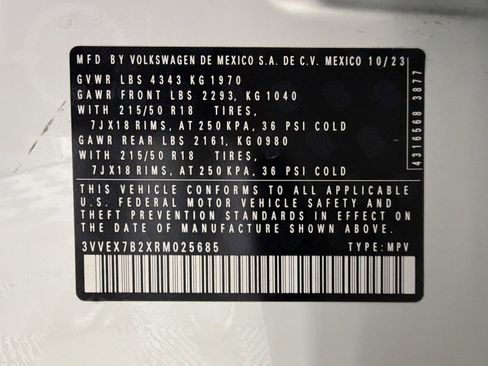 MFD BY VOLKSWAGEN DE MEXICO S.A. DE C.V. MEXICO 10/23
GVWR LBS 4343 KG 1970
GAWR FRONT LBS 2293, KG 1040
WITH 215/50 R18 TIRES,
7JX18 RIMS, AT 250 KPA, 36 PSI COLD
GAWR REAR LBS 2161, KG 0980
WITH 215/50 R18 TIRES,
7JX18 RIMS, AT 250 KPA, 36 PSI COLD
THIS VEHICLE CONFORMS TO ALL APPLICABLE
U.S. FEDERAL MOTOR VEHICLE SAFETY AND
THEFT PREVENTION STANDARDS IN EFFECT ON
THE DATE OF MANUFACTURE SHOWN ABOVE
3VVEX7B2XRM025685 TYPE: MPV
4316568 3877